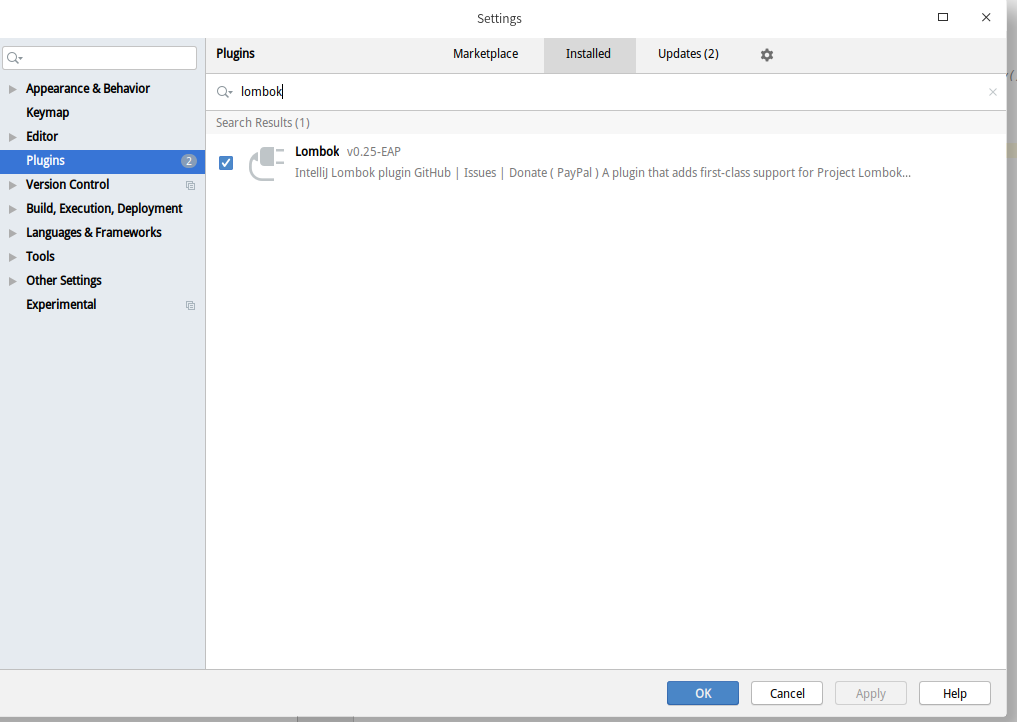 Settings
Plugins Marketplace Installed Updates (2)
lombok
Search Results (1)
Lombok v0.25-EAP
IntelliJ Lombok plugin GitHub | Issues | Donate ( PayPal ) A plugin that adds first-class support for Project Lombok...
Appearance & Behavior
Keymap
Editor
Plugins 2
Version Control
Build, Execution, Deployment
Languages & Frameworks
Tools
Other Settings
Experimental
OK Cancel Apply Help